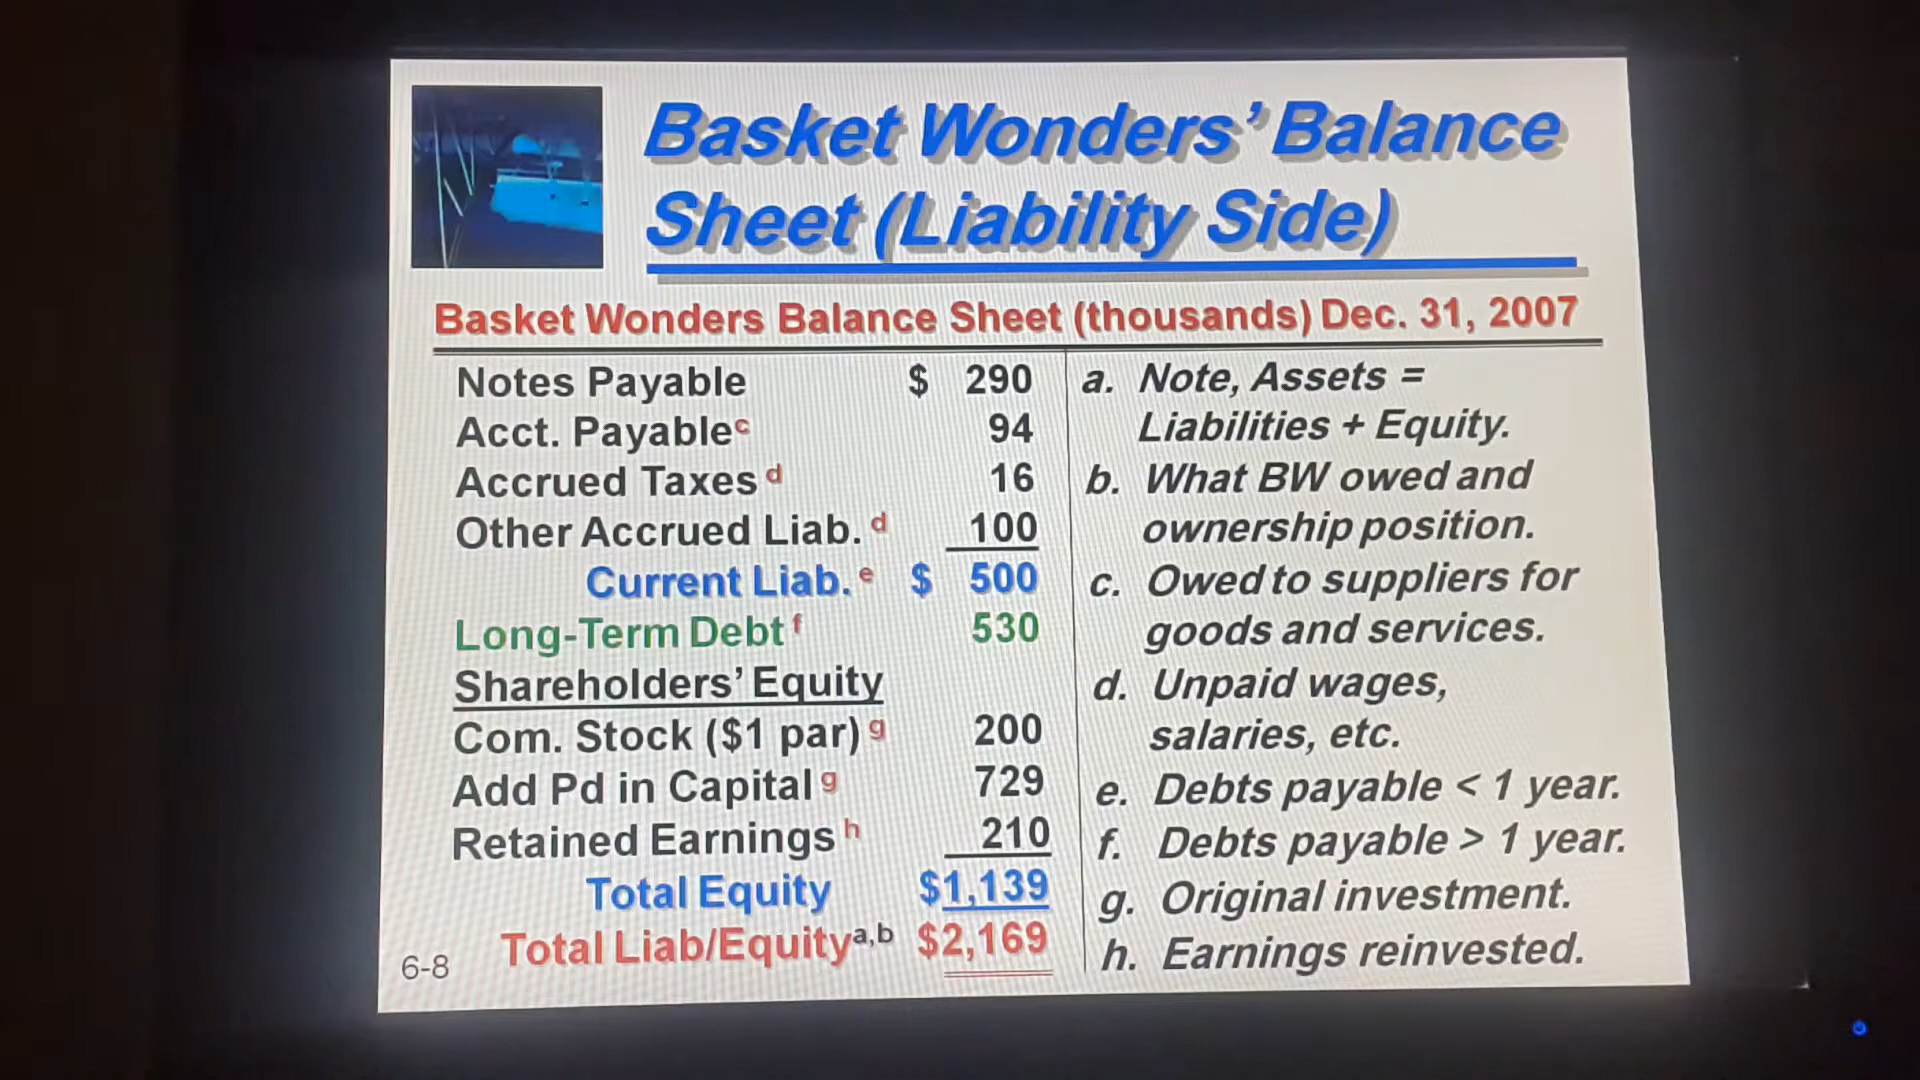 Basket Wonders’ Balance
Sheet (Liability Side)
Basket Wonders Balance Sheet (thousands) Dec. 31, 2007
Notes Payable $ 290
Acct. Payable c 94
Accrued Taxes d 16
Other Accrued Liab. d 100
Current Liab. e $ 500
Long-Term Debt f 530
Shareholders’ Equity
Com. Stock ($1 par) g 200
Add Pd in Capital g 729
Retained Earnings h 210
Total Equity $1,139
Total Liab/Equity a,b $2,169
a. Note, Assets =
Liabilities + Equity.
b. What BW owed and
ownership position.
c. Owed to suppliers for
goods and services.
d. Unpaid wages,
salaries, etc.
e. Debts payable < 1 year.
f. Debts payable > 1 year.
g. Original investment.
h. Earnings reinvested.
6-8